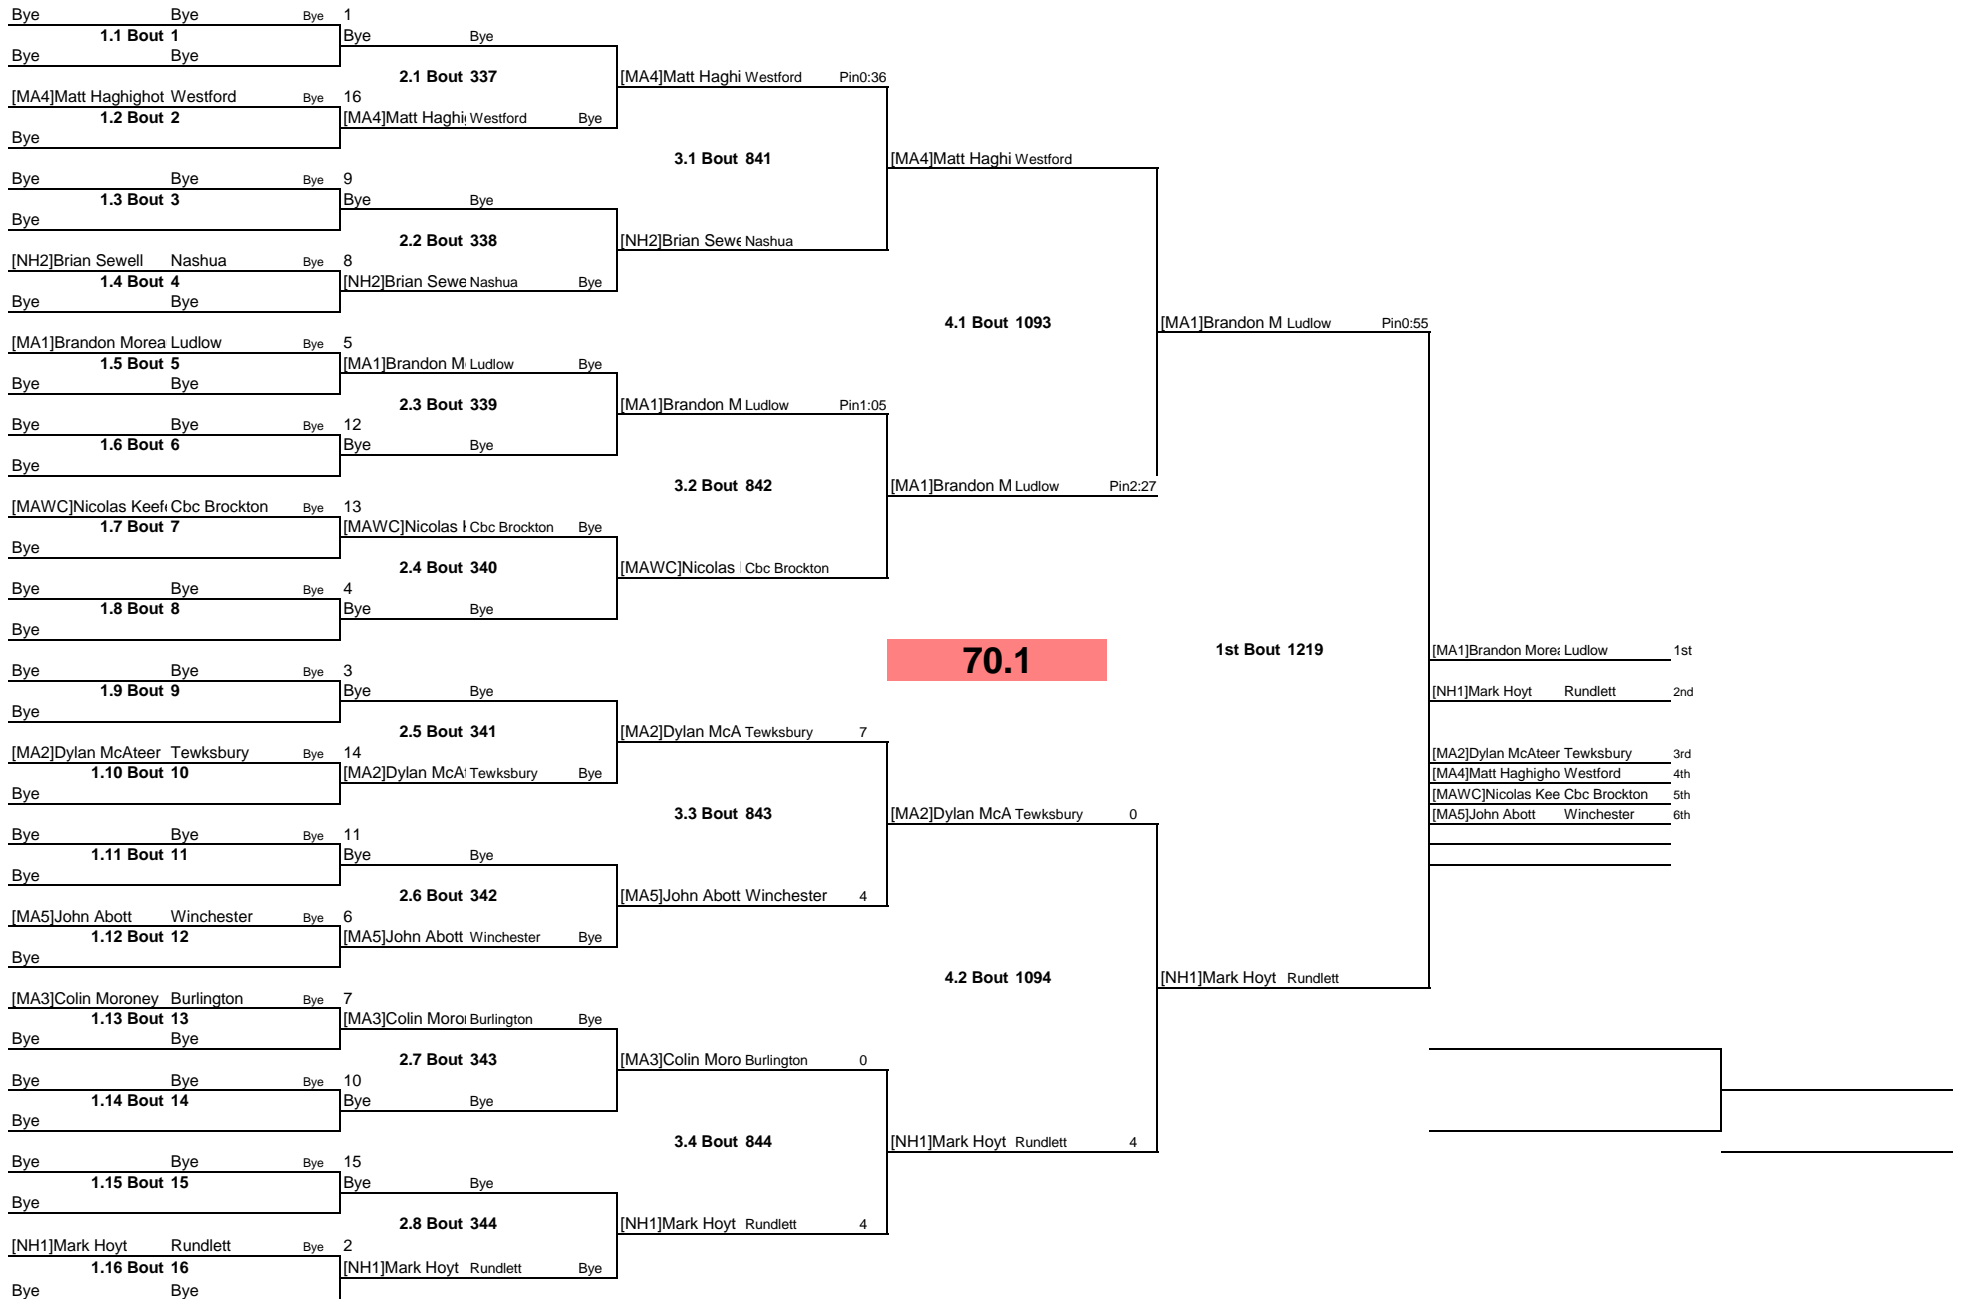 Bye Bye Bye 1
1.1 Bout 1 Bye Bye
Bye Bye
2.1 Bout 337 [MA4]Matt Haghi Westford Pin0:36
[MA4]Matt Haghighot Westford Bye 16
1.2 Bout 2 [MA4]Matt Haghi Westford Bye
Bye
3.1 Bout 841 [MA4]Matt Haghi Westford
Bye Bye Bye 9
1.3 Bout 3 Bye Bye
Bye
2.2 Bout 338 [NH2]Brian Sewe Nashua
[NH2]Brian Sewell Nashua Bye 8
1.4 Bout 4 [NH2]Brian Sewe Nashua Bye
Bye Bye
4.1 Bout 1093 [MA1]Brandon M Ludlow Pin0:55
[MA1]Brandon Morea Ludlow Bye 5
1.5 Bout 5 [MA1]Brandon M Ludlow Bye
Bye Bye
2.3 Bout 339 [MA1]Brandon M Ludlow Pin1:05
Bye Bye Bye 12
1.6 Bout 6 Bye Bye
Bye
3.2 Bout 842 [MA1]Brandon M Ludlow Pin2:27
[MAWC]Nicolas Keefe Cbc Brockton Bye 13
1.7 Bout 7 [MAWC]Nicolas Cbc Brockton Bye
Bye
2.4 Bout 340 [MAWC]Nicolas Cbc Brockton
Bye Bye Bye 4
1.8 Bout 8 Bye Bye
Bye
70.1 1st Bout 1219 [MA1]Brandon Morea Ludlow 1st
Bye Bye Bye 3
1.9 Bout 9 Bye Bye [NH1]Mark Hoyt Rundlett 2nd
Bye
2.5 Bout 341 [MA2]Dylan McA Tewksbury 7
[MA2]Dylan McAteer Tewksbury Bye 14 [MA2]Dylan McAteer Tewksbury 3rd
1.10 Bout 10 [MA2]Dylan McAt Tewksbury Bye [MA4]Matt Haghigho Westford 4th
Bye [MAWC]Nicolas Kee Cbc Brockton 5th
3.3 Bout 843 [MA2]Dylan McA Tewksbury 0 [MA5]John Abott Winchester 6th
Bye Bye Bye 11
1.11 Bout 11 Bye Bye
Bye
2.6 Bout 342 [MA5]John Abott Winchester 4
[MA5]John Abott Winchester Bye 6
1.12 Bout 12 [MA5]John Abott Winchester Bye
Bye
4.2 Bout 1094 [NH1]Mark Hoyt Rundlett
[MA3]Colin Moroney Burlington Bye 7
1.13 Bout 13 [MA3]Colin Moro Burlington Bye
Bye Bye
2.7 Bout 343 [MA3]Colin Moro Burlington 0
Bye Bye Bye 10
1.14 Bout 14 Bye Bye
Bye
3.4 Bout 844 [NH1]Mark Hoyt Rundlett 4
Bye Bye Bye 15
1.15 Bout 15 Bye Bye
Bye
2.8 Bout 344 [NH1]Mark Hoyt Rundlett 4
[NH1]Mark Hoyt Rundlett Bye 2
1.16 Bout 16 [NH1]Mark Hoyt Rundlett Bye
Bye Bye